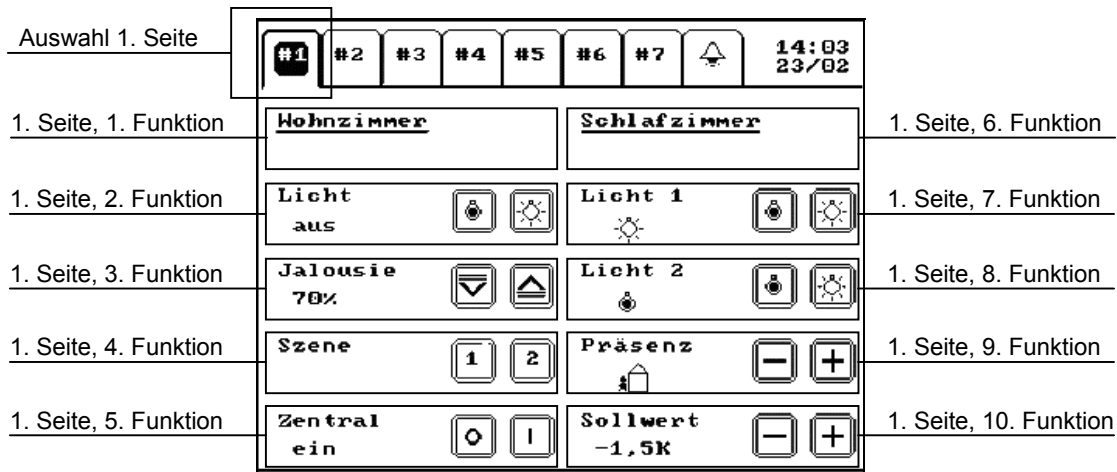 Auswahl 1. Seite
#1 #2 #3 #4 #5 #6 #7 14:03
23/02
1. Seite, 1. Funktion Wohnzimmer Schlafzimmer 1. Seite, 6. Funktion
1. Seite, 2. Funktion Licht Licht 1 1. Seite, 7. Funktion
aus
1. Seite, 3. Funktion Jalousie Licht 2 1. Seite, 8. Funktion
70%
1. Seite, 4. Funktion Szene 1 2 Präsenz - + 1. Seite, 9. Funktion
1. Seite, 5. Funktion Zentral O I Sollwert - + 1. Seite, 10. Funktion
ein -1,5K